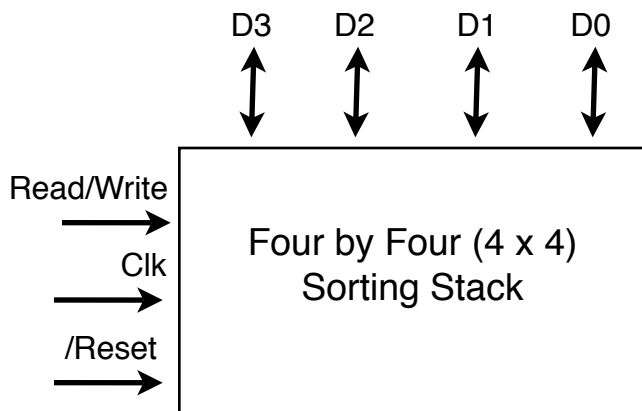 D3 D2 D1 D0
Read/Write
Four by Four (4 x 4)
Clk
Sorting Stack
/Reset